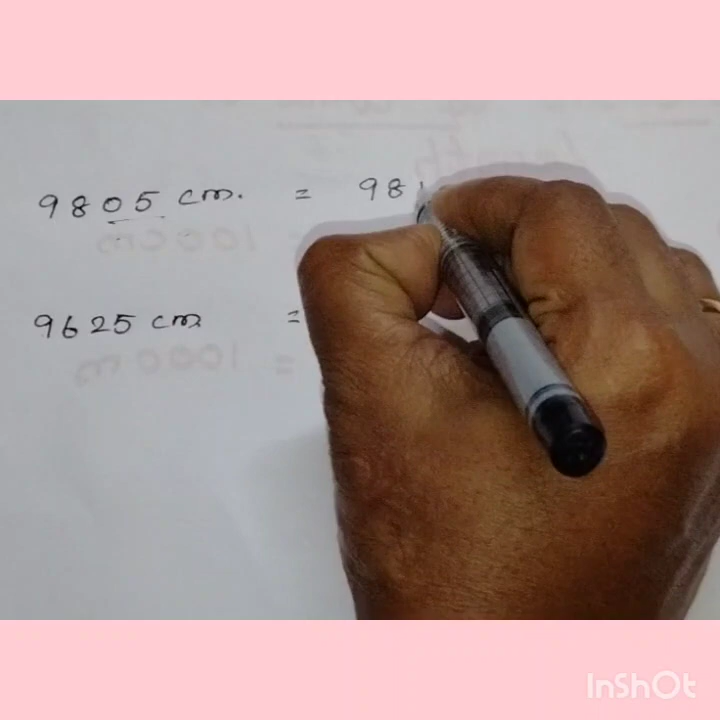 9805 cm. = 98
9625 cm =
InShOt